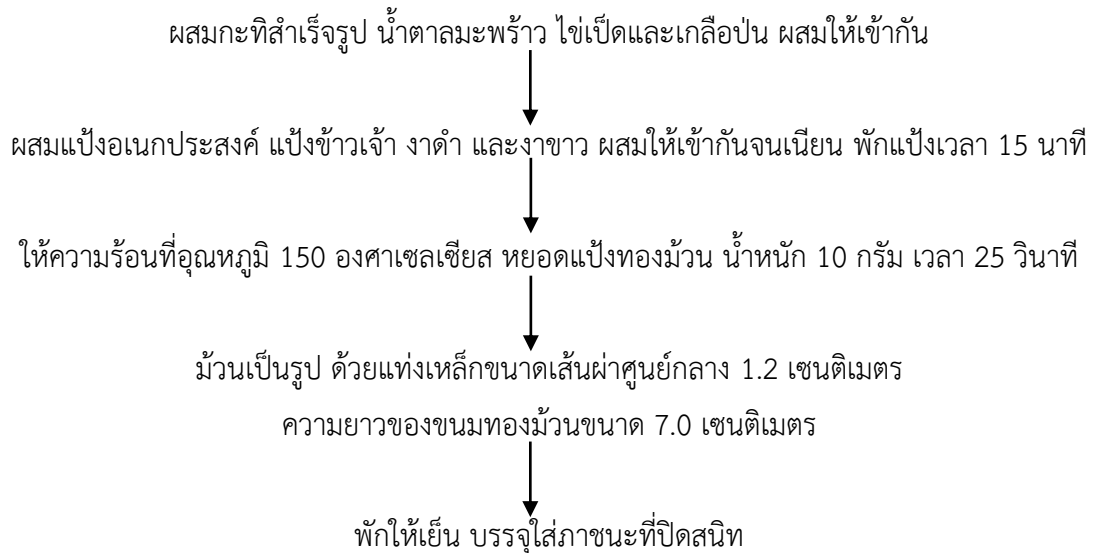 ผสมกะทิสำเร็จรูป น้ำตาลมะพร้าว ไข่เป็ดและเกลือป่น ผสมให้เข้ากัน
ผสมแป้งอเนกประสงค์ แป้งข้าวเจ้า งาดำ และงาขาว ผสมให้เข้ากันจนเนียน พักแป้งเวลา 15 นาที
ให้ความร้อนที่อุณหภูมิ 150 องศาเซลเซียส หยอดแป้งทองม้วน น้ำหนัก 10 กรัม เวลา 25 วินาที
ม้วนเป็นรูป ด้วยแท่งเหล็กขนาดเส้นผ่าศูนย์กลาง 1.2 เซนติเมตร
ความยาวของขนมทองม้วนขนาด 7.0 เซนติเมตร
พักให้เย็น บรรจุใส่ภาชนะที่ปิดสนิท